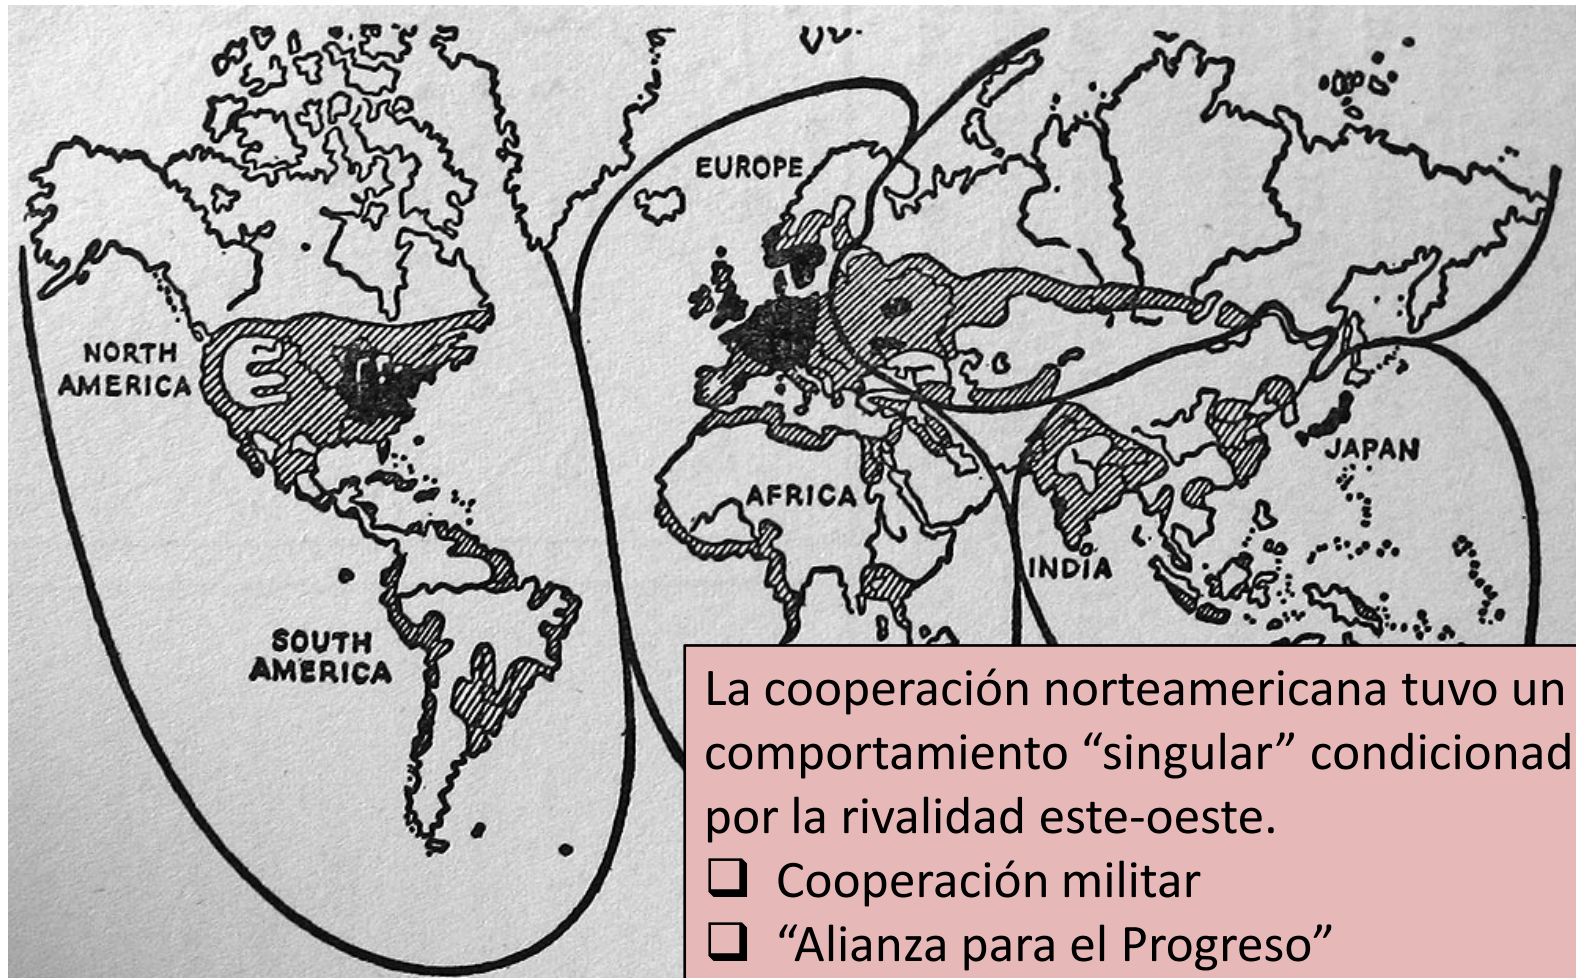 EUROPE
NORTH
AMERICA
JAPAN
AFRICA
INDIA
SOUTH
AMERICA
La cooperación norteamericana tuvo un
comportamiento “singular” condicionad
por la rivalidad este-oeste.
❑ Cooperación militar
❑ “Alianza para el Progreso”